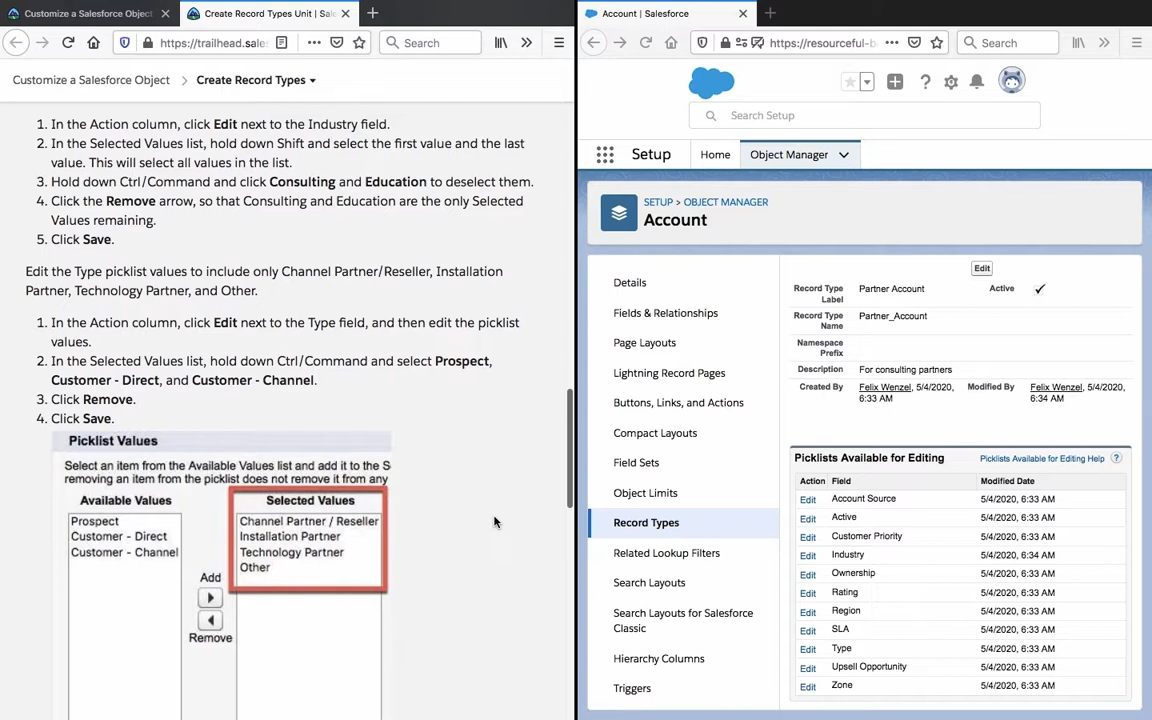 Customize a Salesforce Object
Create Record Types Unit | Sal
https://trailhead.sale
Search
Customize a Salesforce Object
Create Record Types
1. In the Action column, click Edit next to the Industry field.
2. In the Selected Values list, hold down Shift and select the first value and the last
value. This will select all values in the list.
3. Hold down Ctrl/Command and click Consulting and Education to deselect them.
4. Click the Remove arrow, so that Consulting and Education are the only Selected
Values remaining.
5. Click Save.
Edit the Type picklist values to include only Channel Partner/Reseller, Installation
Partner, Technology Partner, and Other.
1. In the Action column, click Edit next to the Type field, and then edit the picklist
values.
2. In the Selected Values list, hold down Ctrl/Command and select Prospect,
Customer - Direct, and Customer - Channel.
3. Click Remove.
4. Click Save.
Picklist Values
Select an item from the Available Values list and add it to the S
removing an item from the picklist does not remove it from any
Available Values
Selected Values
Prospect
Customer - Direct
Customer - Channel
Add
Remove
Channel Partner / Reseller
Installation Partner
Technology Partner
Other
Account | Salesforce
https://resourceful-b
Search
Search Setup
Setup
Home
Object Manager
SETUP > OBJECT MANAGER
Account
Details
Fields & Relationships
Page Layouts
Lightning Record Pages
Buttons, Links, and Actions
Compact Layouts
Field Sets
Object Limits
Record Types
Related Lookup Filters
Search Layouts
Search Layouts for Salesforce
Classic
Hierarchy Columns
Triggers
Edit
Record Type
Label
Partner Account
Active
Record Type
Name
Partner_Account
Namespace
Prefix
Description
For consulting partners
Created By
Felix Wenzel, 5/4/2020,
6:33 AM
Modified By
Felix Wenzel, 5/4/2020,
6:34 AM
Picklists Available for Editing
Picklists Available for Editing Help ?
Action Field Modified Date
Edit Account Source 5/4/2020, 6:33 AM
Edit Active 5/4/2020, 6:33 AM
Edit Customer Priority 5/4/2020, 6:33 AM
Edit Industry 5/4/2020, 6:34 AM
Edit Ownership 5/4/2020, 6:33 AM
Edit Rating 5/4/2020, 6:33 AM
Edit Region 5/4/2020, 6:33 AM
Edit SLA 5/4/2020, 6:33 AM
Edit Type 5/4/2020, 6:33 AM
Edit Upsell Opportunity 5/4/2020, 6:33 AM
Edit Zone 5/4/2020, 6:33 AM